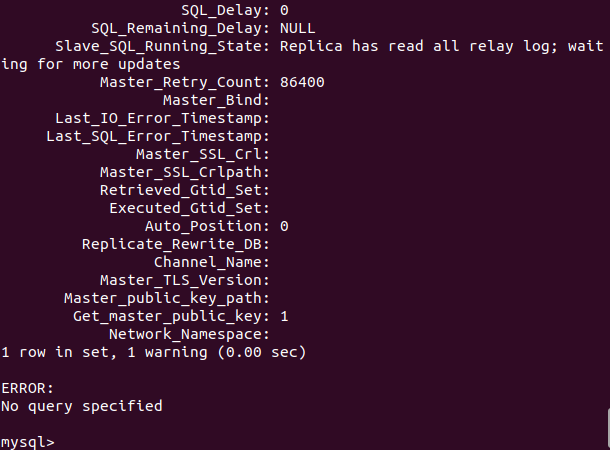 SQL_Delay: 0
SQL_Remaining_Delay: NULL
Slave_SQL_Running_State: Replica has read all relay log; wait
ing for more updates
Master_Retry_Count: 86400
Master_Bind:
Last_IO_Error_Timestamp:
Last_SQL_Error_Timestamp:
Master_SSL_Crl:
Master_SSL_Crlpath:
Retrieved_Gtid_Set:
Executed_Gtid_Set:
Auto_Position: 0
Replicate_Rewrite_DB:
Channel_Name:
Master_TLS_Version:
Master_public_key_path:
Get_master_public_key: 1
Network_Namespace:
1 row in set, 1 warning (0.00 sec)
ERROR:
No query specified
mysql>